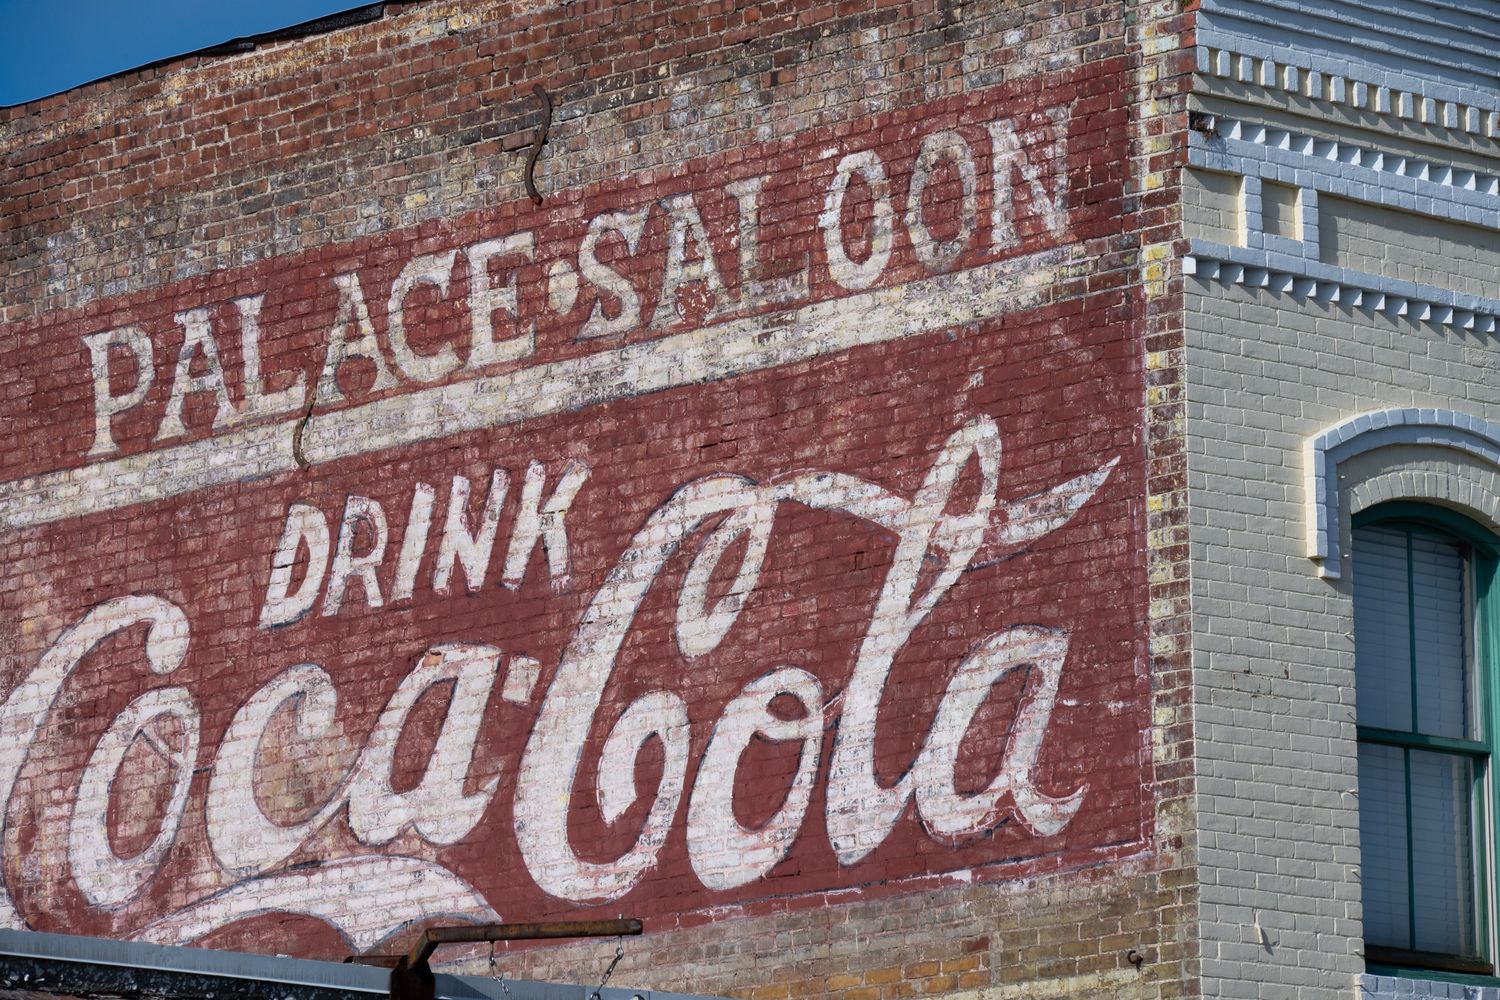 PALACE • SALOON
DRINK
Coca-Cola